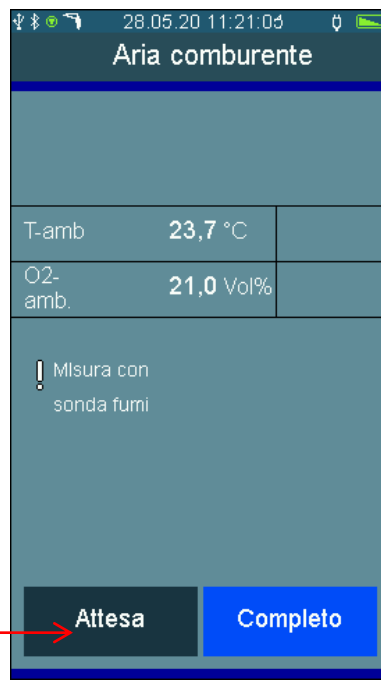 28.05.20 11:21:03
Aria comburente
T-amb 23,7 °C
O2-
amb. 21,0 Vol%
MIsura con
sonda fumi
Attesa Completo